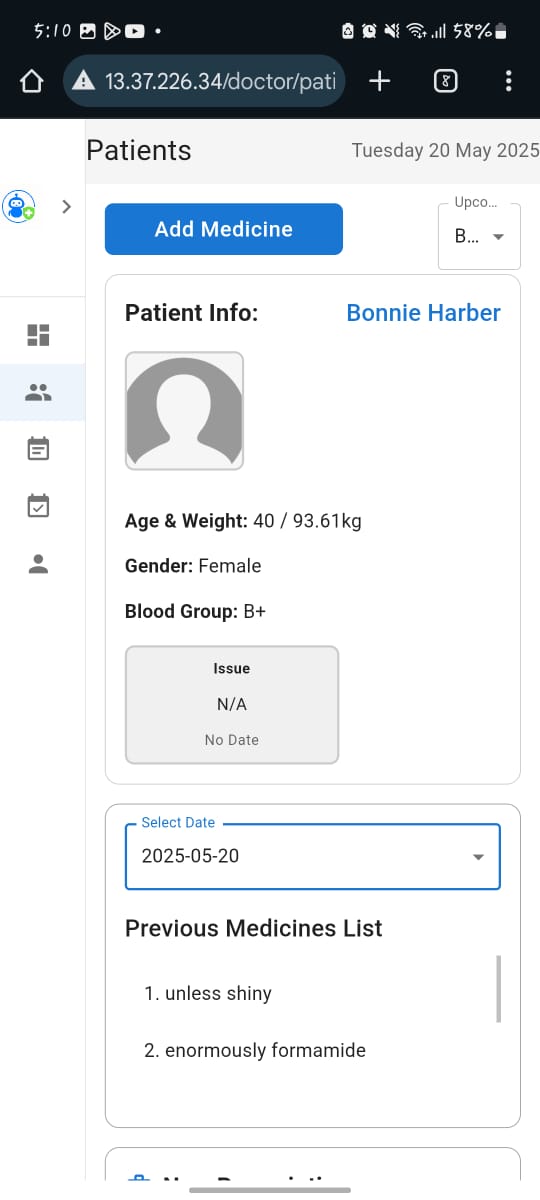 5:10
58%
13.37.226.34/doctor/pati
8
Patients
Tuesday 20 May 2025
Add Medicine
Upco...
B...
Patient Info:
Bonnie Harber
Age & Weight: 40 / 93.61kg
Gender: Female
Blood Group: B+
Issue
N/A
No Date
Select Date
2025-05-20
Previous Medicines List
1. unless shiny
2. enormously formamide